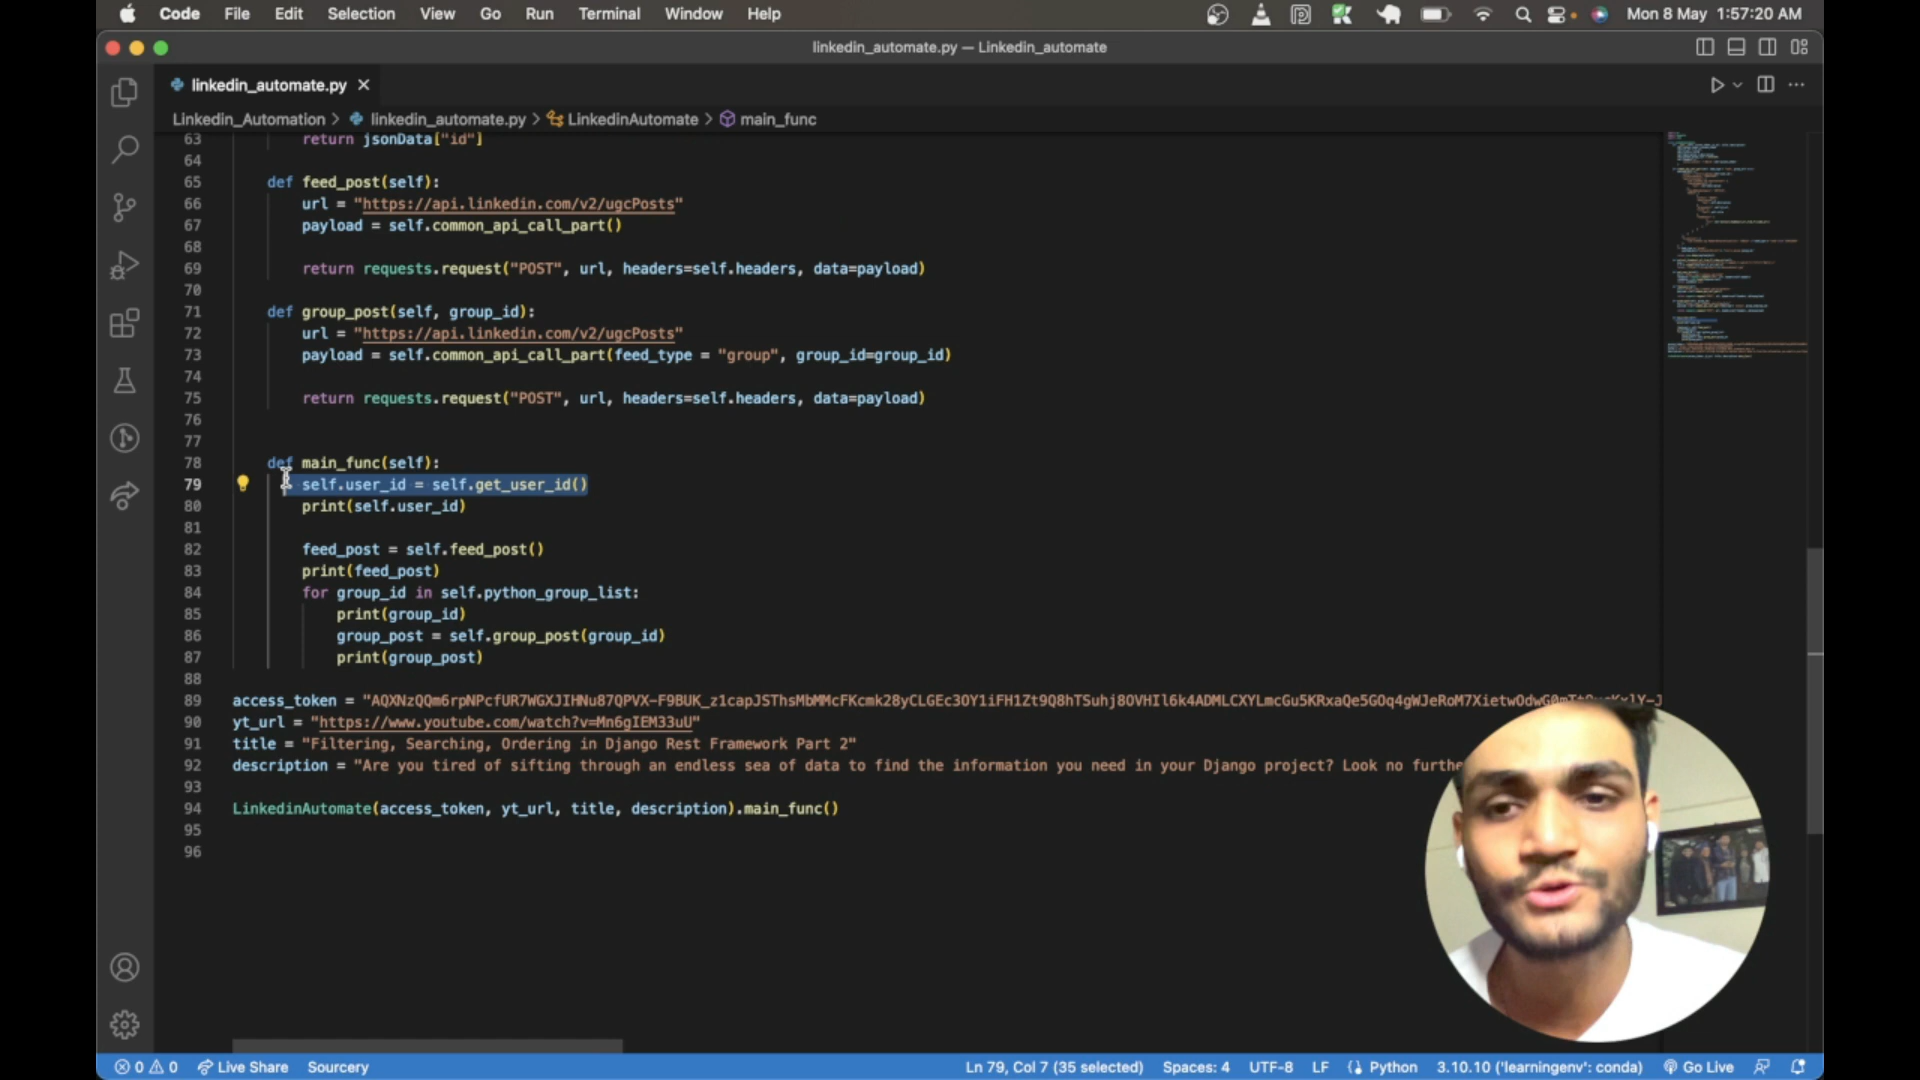 Code File Edit Selection View Go Run Terminal Window Help Mon 8 May 1:57:20 AM
linkedin_automate.py — Linkedin_automate
linkedin_automate.py
Linkedin_Automation > linkedin_automate.py > LinkedinAutomate > main_func
63 return jsonData["id"]
64
65 def feed_post(self):
66 url = "https://api.linkedin.com/v2/ugcPosts"
67 payload = self.common_api_call_part()
68
69 return requests.request("POST", url, headers=self.headers, data=payload)
70
71 def group_post(self, group_id):
72 url = "https://api.linkedin.com/v2/ugcPosts"
73 payload = self.common_api_call_part(feed_type = "group", group_id=group_id)
74
75 return requests.request("POST", url, headers=self.headers, data=payload)
76
77
78 def main_func(self):
79 self.user_id = self.get_user_id()
80 print(self.user_id)
81
82 feed_post = self.feed_post()
83 print(feed_post)
84 for group_id in self.python_group_list:
85 print(group_id)
86 group_post = self.group_post(group_id)
87 print(group_post)
88
89 access_token =
90 yt_url = "https://www.youtube.com/watch?v=Mn6gIEM33uU"
91 title = "Filtering, Searching, Ordering in Django Rest Framework Part 2"
92 description = "Are you tired of sifting through an endless sea of data to find the information you need in your Django project? Look no furthe
93
94 LinkedinAutomate(access_token, yt_url, title, description).main_func()
95
96
0 0 Live Share Sourcery Ln 79, Col 7 (35 selected) Spaces: 4 UTF-8 LF Python 3.10.10 ('learningenv': conda) Go Live